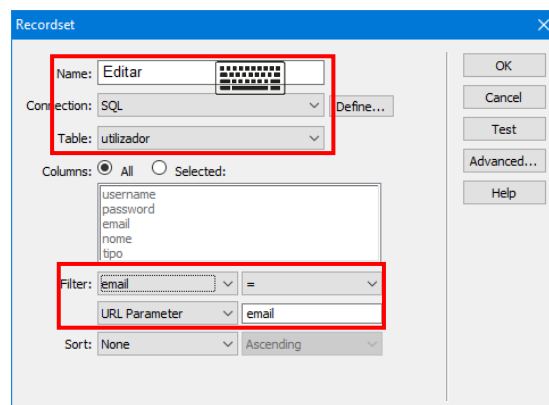 Recordset
Name: Editar
OK
Connection: SQL Define...
Cancel
Table: utilizador
Test
Columns: All Selected:
Advanced...
username
Help
password
email
nome
tipo
Filter: email =
URL Parameter email
Sort: None Ascending